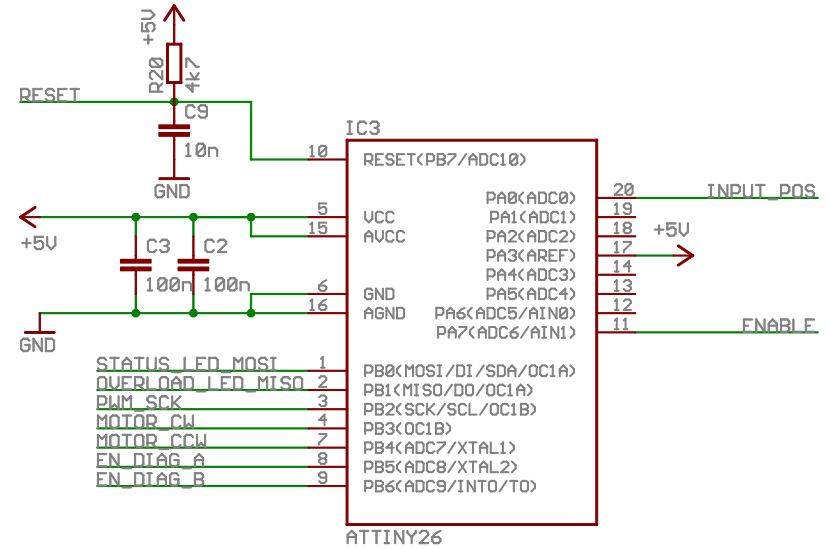 +5V
R20
4k7
RESET
C9
10n
GND
IC3
10 RESET(PB7/ADC10)
PA0(ADC0) 20 INPUT_POS
5 VCC
PA1(ADC1) 19
15 AVCC
PA2(ADC2) 18
+5V
PA3(AREF) 17
+5V
C3
C2
PA4(ADC3) 14
100n
100n
6 GND
PA5(ADC4) 13
16 AGND
PA6(ADC5/AIN0) 12
PA7(ADC6/AIN1) 11 ENABLE
GND
STATUS_LED_MOSI 1 PB0(MOSI/DI/SDA/OC1A)
OVERLOAD_LED_MISO 2 PB1(MISO/DO/OC1A)
PWM_SCK 3 PB2(SCK/SCL/OC1B)
MOTOR_CW 4 PB3(OC1B)
MOTOR_CCW 7 PB4(ADC7/XTAL1)
EN_DIAG_A 8 PB5(ADC8/XTAL2)
EN_DIAG_B 9 PB6(ADC9/INT0/TO)
ATTINY26